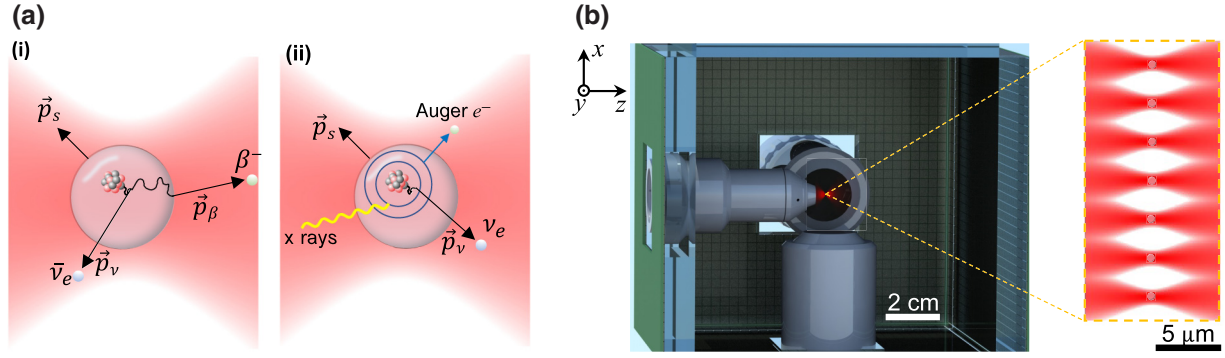 (a)
(i)
p⃗s
β−
p⃗β
ν̄e
p⃗ν
(ii)
Auger e−
p⃗s
x rays
p⃗ν
νe
(b)
x
y
z
2 cm
5 μm